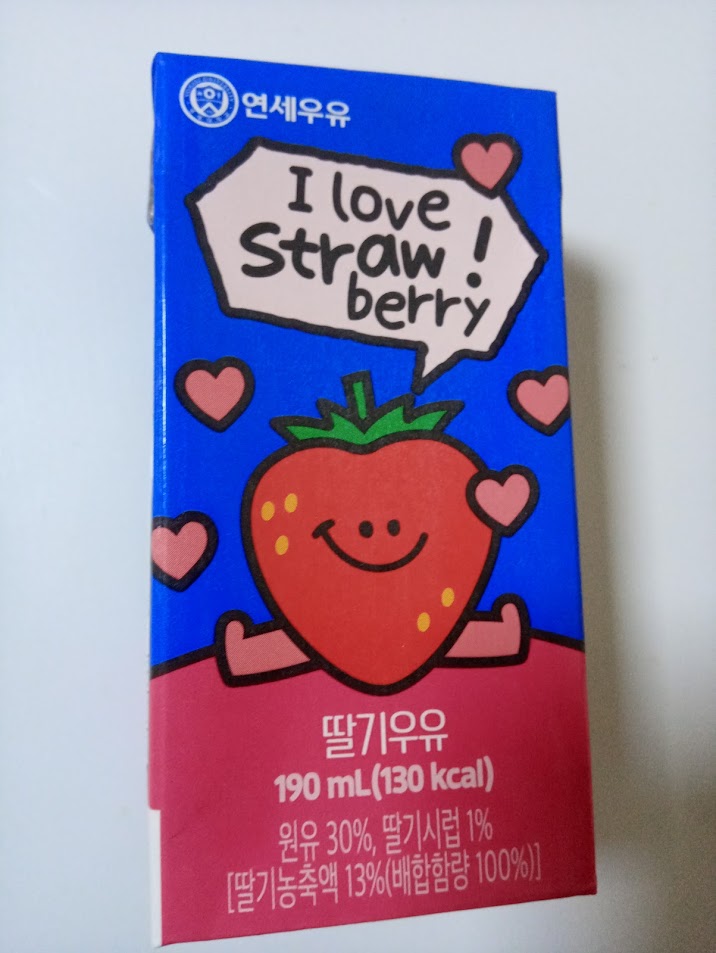 연세우유
I love
Straw!
berry
딸기우유
190 mL(130 kcal)
원유 30%, 딸기시럽 1%
[딸기농축액 13%(배합함량 100%)]